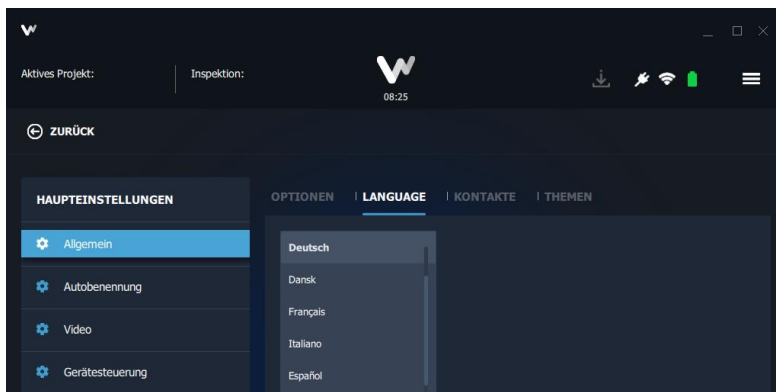 Aktives Projekt:
Inspektion:
08:25
ZURÜCK
HAUPTEINSTELLUNGEN
OPTIONEN
LANGUAGE
KONTAKTE
THEMEN
Allgemein
Autobenennung
Video
Gerätesteuerung
Deutsch
Dansk
Français
Italiano
Español